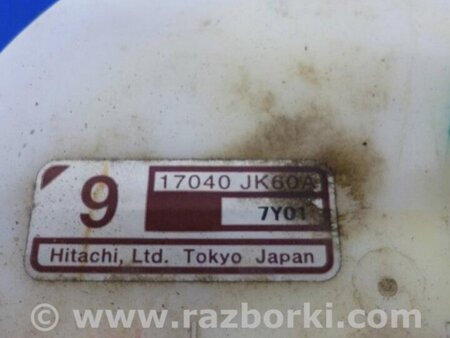 9
17040 JK60A
7Y01
Hitachi, Ltd. Tokyo Japan
© www.razborki.com